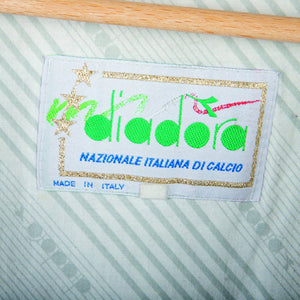 diadora
NAZIONALE ITALIANA DI CALCIO
MADE IN ITALY